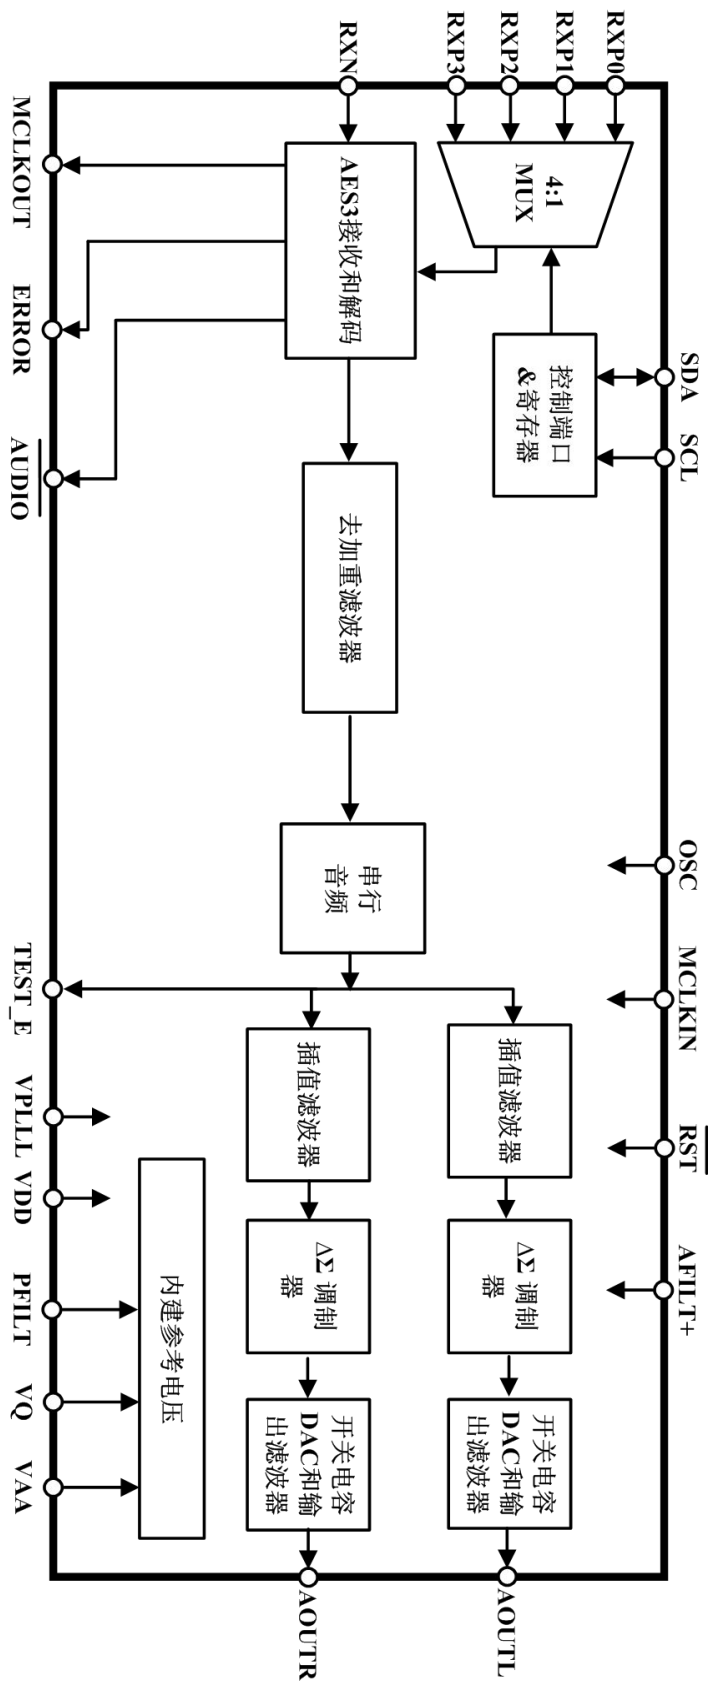 SDA
SCL
OSC
MCLKIN
RST
AFILT+
RXP0
RXP1
RXP2
RXP3
RXN
4:1
MUX
控制端口
&寄存器
AES3接收和解码
去加重滤波器
串行
音频
插值滤波器
ΔΣ 调制
器
开关电容
DAC和输
出滤波器
AOUTL
插值滤波器
ΔΣ 调制
器
开关电容
DAC和输
出滤波器
AOUTR
内建参考电压
MCLKOUT
ERROR
AUDIO
TEST_E
VPLLL
VDD
PFILT
VQ
VAA